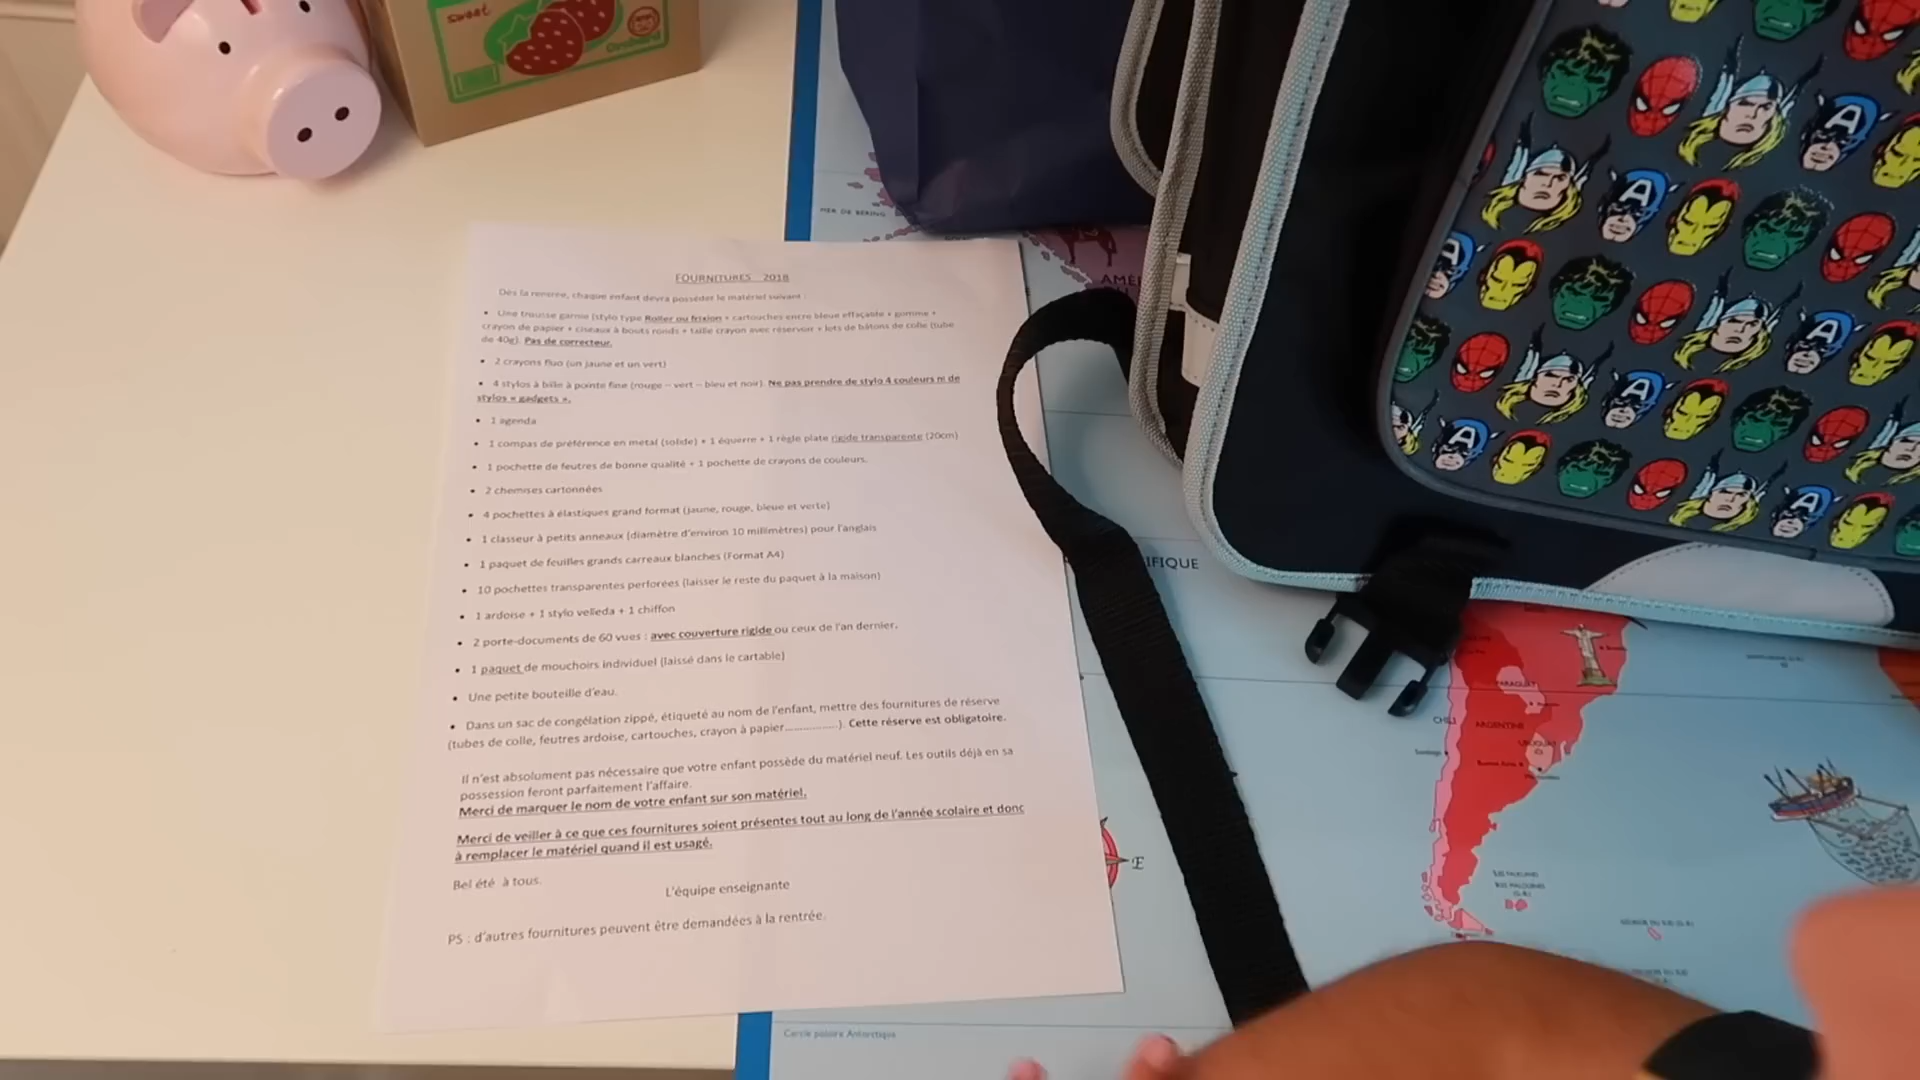 sweet
FOURNITURES 2018
Dès la rentrée, chaque enfant devra posséder le matériel suivant :
• Une trousse garnie (stylo type Roller ou frixion + cartouches encre bleue effaçable + gomme +
crayon de papier + ciseaux à bouts ronds + taille crayon avec réservoir + lots de bâtons de colle (tube
de 40g). Pas de correcteur.
• 2 crayons fluo (un jaune et un vert)
• 4 stylos à bille à pointe fine (rouge – vert – bleu et noir). Ne pas prendre de stylo 4 couleurs ni de
stylos « gadgets ».
• 1 agenda
• 1 compas de préférence en métal (solide) + 1 équerre + 1 règle plate rigide transparente (20cm)
• 1 pochette de feutres de bonne qualité + 1 pochette de crayons de couleurs.
• 2 chemises cartonnées
• 4 pochettes à élastiques grand format (jaune, rouge, bleue et verte)
• 1 classeur à petits anneaux (diamètre d'environ 10 millimètres) pour l'anglais
• 1 paquet de feuilles grands carreaux blanches (Format A4)
• 10 pochettes transparentes perforées (laisser le reste du paquet à la maison)
• 1 ardoise + 1 stylo velleda + 1 chiffon
• 2 porte-documents de 60 vues : avec couverture rigide ou ceux de l'an dernier.
• 1 paquet de mouchoirs individuel (laissé dans le cartable)
• Une petite bouteille d'eau.
• Dans un sac de congélation zippé, étiqueté au nom de l'enfant, mettre des fournitures de réserve
(tubes de colle, feutres ardoise, cartouches, crayon à papier................). Cette réserve est obligatoire.
Il n'est absolument pas nécessaire que votre enfant possède du matériel neuf. Les outils déjà en sa
possession feront parfaitement l'affaire.
Merci de marquer le nom de votre enfant sur son matériel.
Merci de veiller à ce que ces fournitures soient présentes tout au long de l'année scolaire et donc
à remplacer le matériel quand il est usagé.
Bel été à tous.
L'équipe enseignante
PS : d'autres fournitures peuvent être demandées à la rentrée.
MER DE BERING
AMÉ
IFIQUE
PARAGUAY
CHILI
ARGENTINE
URUGUAY
E
Cercle polaire Antarctique